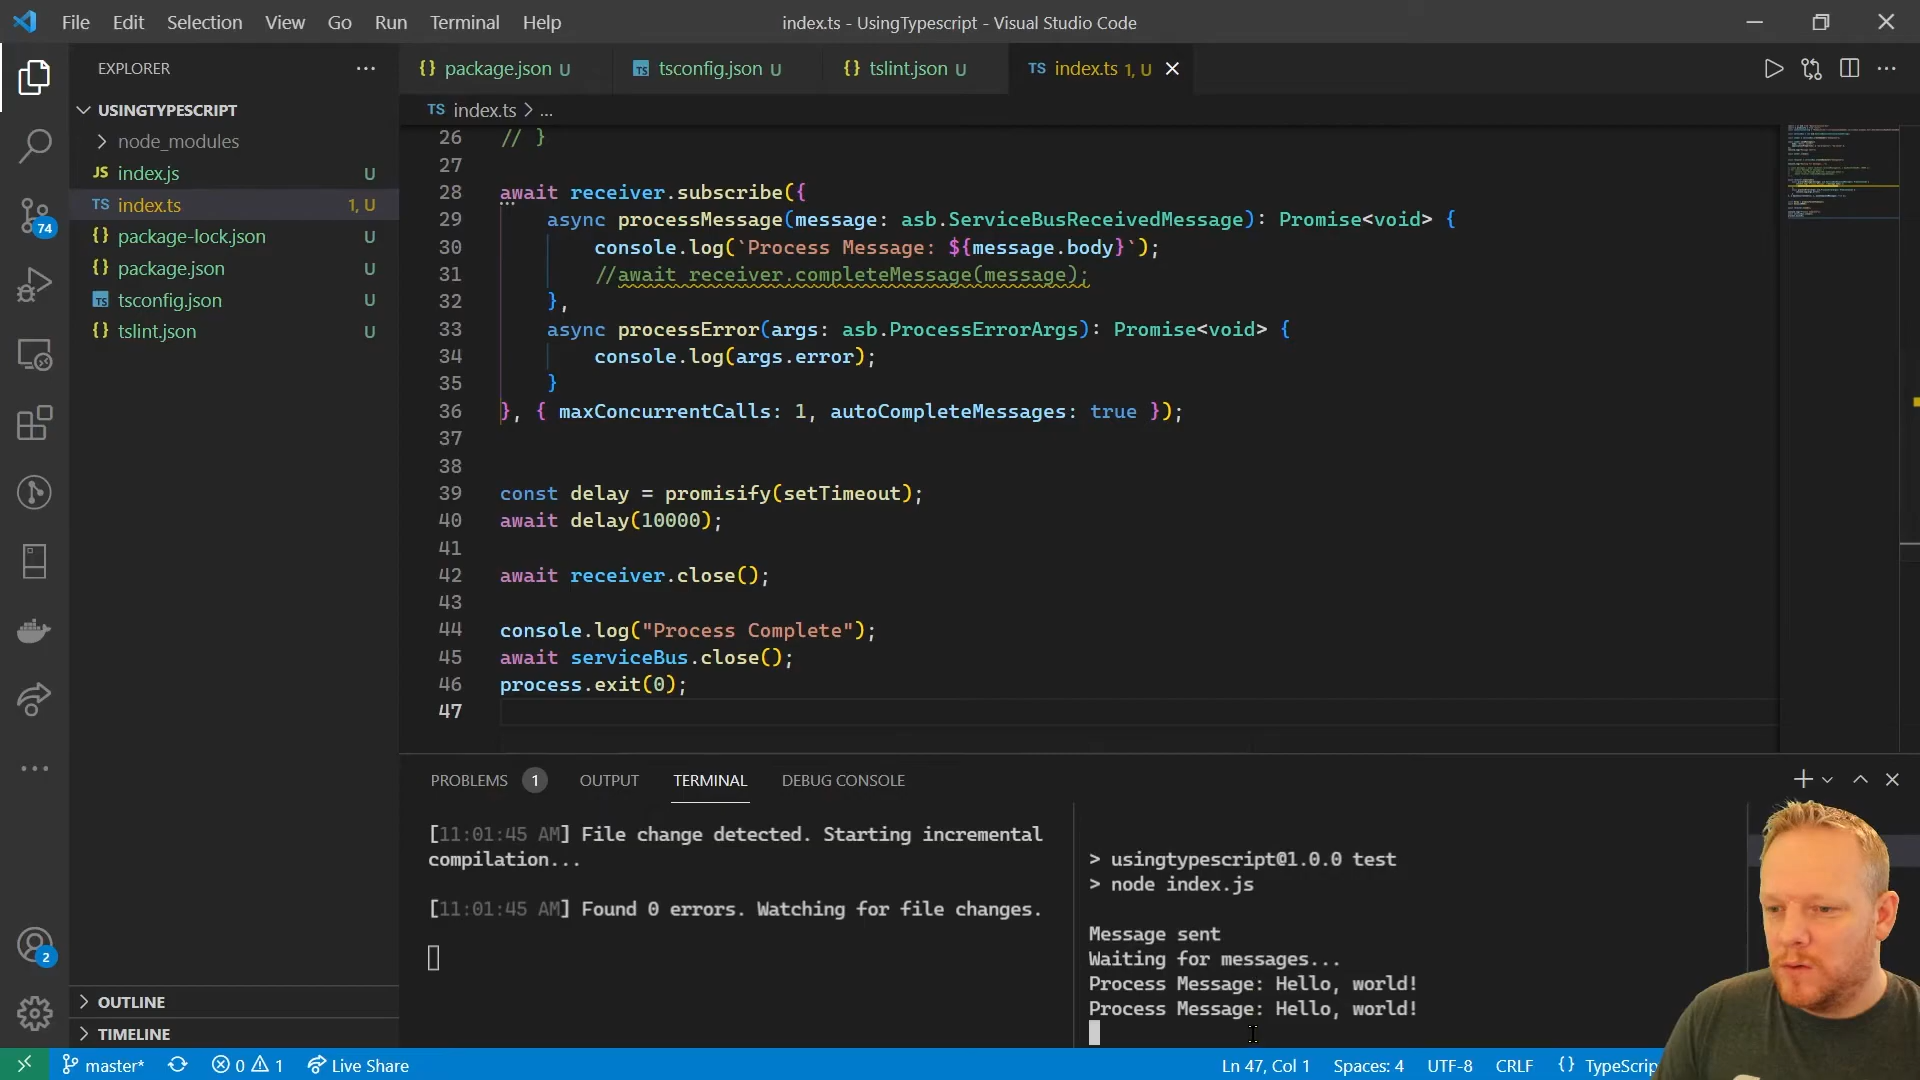 File Edit Selection View Go Run Terminal Help
index.ts - UsingTypescript - Visual Studio Code
EXPLORER
USINGTYPESCRIPT
node_modules
JS index.js U
TS index.ts 1, U
{} package-lock.json U
{} package.json U
TS tsconfig.json U
{} tslint.json U
OUTLINE
TIMELINE
74
2
{} package.json U
TS tsconfig.json U
{} tslint.json U
TS index.ts 1, U
TS index.ts > ...
26 // }
27
28 await receiver.subscribe({
29 async processMessage(message: asb.ServiceBusReceivedMessage): Promise<void> {
30 console.log(`Process Message: ${message.body}`);
31 //await receiver.completeMessage(message);
32 },
33 async processError(args: asb.ProcessErrorArgs): Promise<void> {
34 console.log(args.error);
35 }
36 }, { maxConcurrentCalls: 1, autoCompleteMessages: true });
37
38
39 const delay = promisify(setTimeout);
40 await delay(10000);
41
42 await receiver.close();
43
44 console.log("Process Complete");
45 await serviceBus.close();
46 process.exit(0);
47
PROBLEMS 1 OUTPUT TERMINAL DEBUG CONSOLE
[11:01:45 AM] File change detected. Starting incremental
compilation...
[11:01:45 AM] Found 0 errors. Watching for file changes.
> usingtypescript@1.0.0 test
> node index.js
Message sent
Waiting for messages...
Process Message: Hello, world!
Process Message: Hello, world!
master* 0 1 Live Share
Ln 47, Col 1 Spaces: 4 UTF-8 CRLF {} TypeScrip